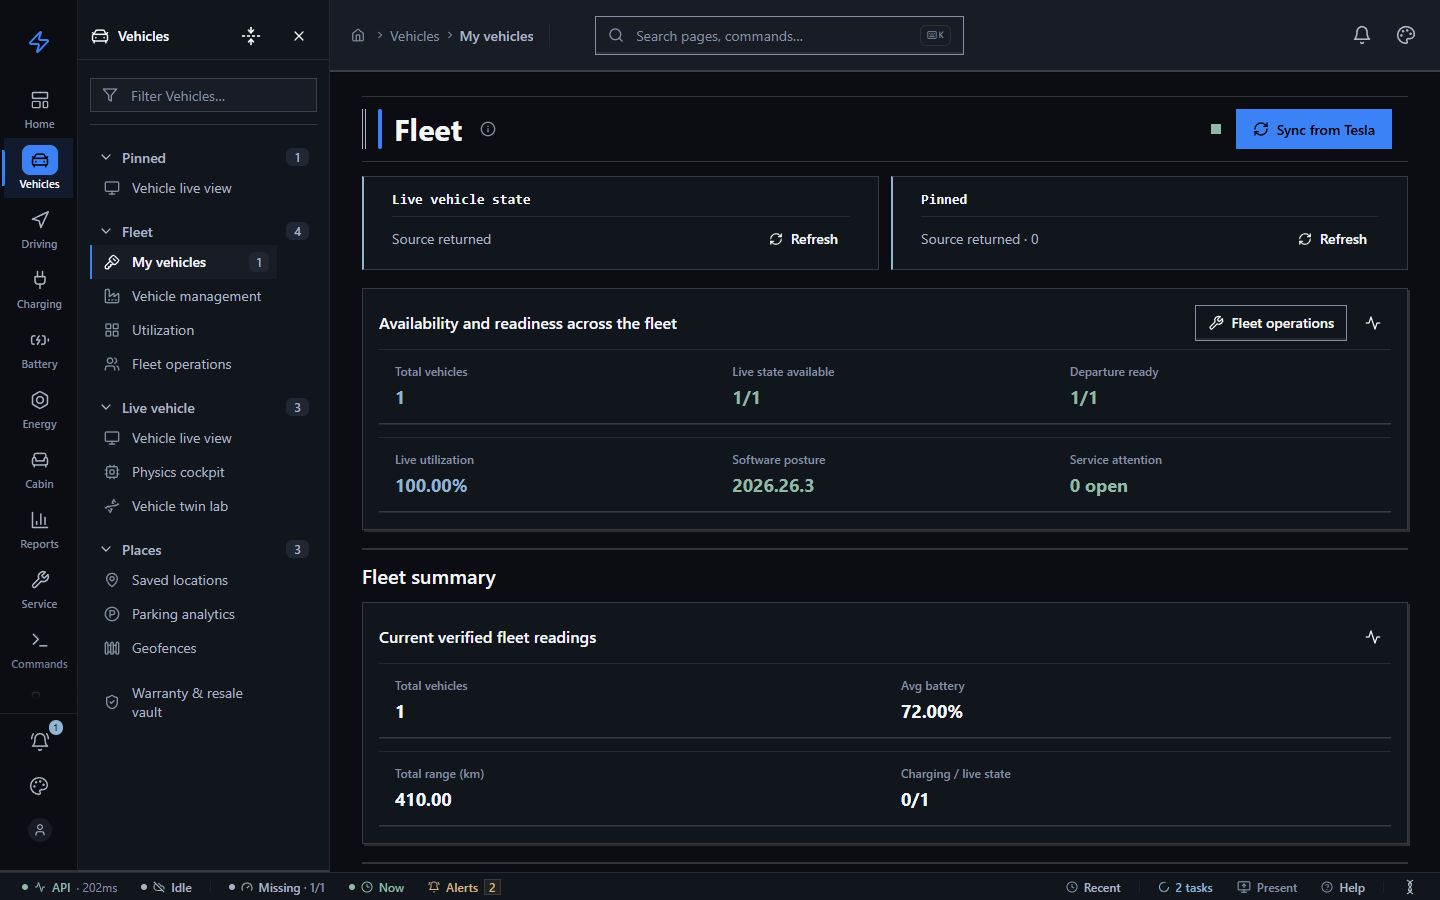 Home
Vehicles
Driving
Charging
Battery
Energy
Cabin
Reports
Service
Commands
1
Vehicles
Filter Vehicles...
Pinned 1
Vehicle live view
Fleet 4
My vehicles 1
Vehicle management
Utilization
Fleet operations
Live vehicle 3
Vehicle live view
Physics cockpit
Vehicle twin lab
Places 3
Saved locations
Parking analytics
Geofences
Warranty & resale
vault
Vehicles My vehicles
Search pages, commands... K
Fleet
Sync from Tesla
Live vehicle state
Source returned Refresh
Pinned
Source returned · 0 Refresh
Availability and readiness across the fleet Fleet operations
Total vehicles Live state available Departure ready
1 1/1 1/1
Live utilization Software posture Service attention
100.00% 2026.26.3 0 open
Fleet summary
Current verified fleet readings
Total vehicles Avg battery
1 72.00%
Total range (km) Charging / live state
410.00 0/1
API · 202ms Idle Missing · 1/1 Now Alerts 2 Recent 2 tasks Present Help